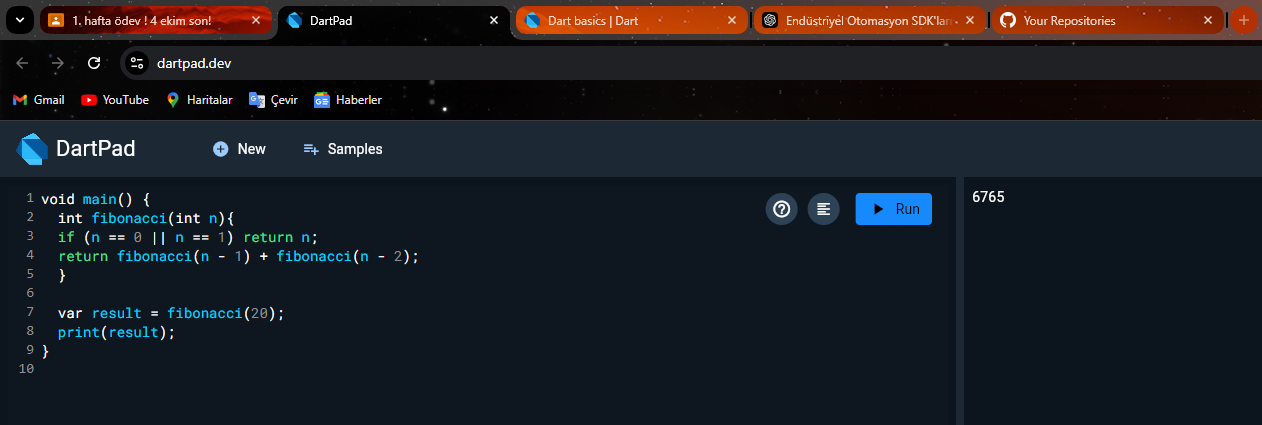 1. hafta ödev ! 4 ekim son!
DartPad
Dart basics | Dart
Endüstriyel Otomasyon SDK'ları
Your Repositories
dartpad.dev
Gmail
YouTube
Haritalar
Çevir
Haberler
DartPad
New
Samples
Run
1 void main() {
2 int fibonacci(int n){
3 if (n == 0 || n == 1) return n;
4 return fibonacci(n - 1) + fibonacci(n - 2);
5 }
6
7 var result = fibonacci(20);
8 print(result);
9 }
10
6765